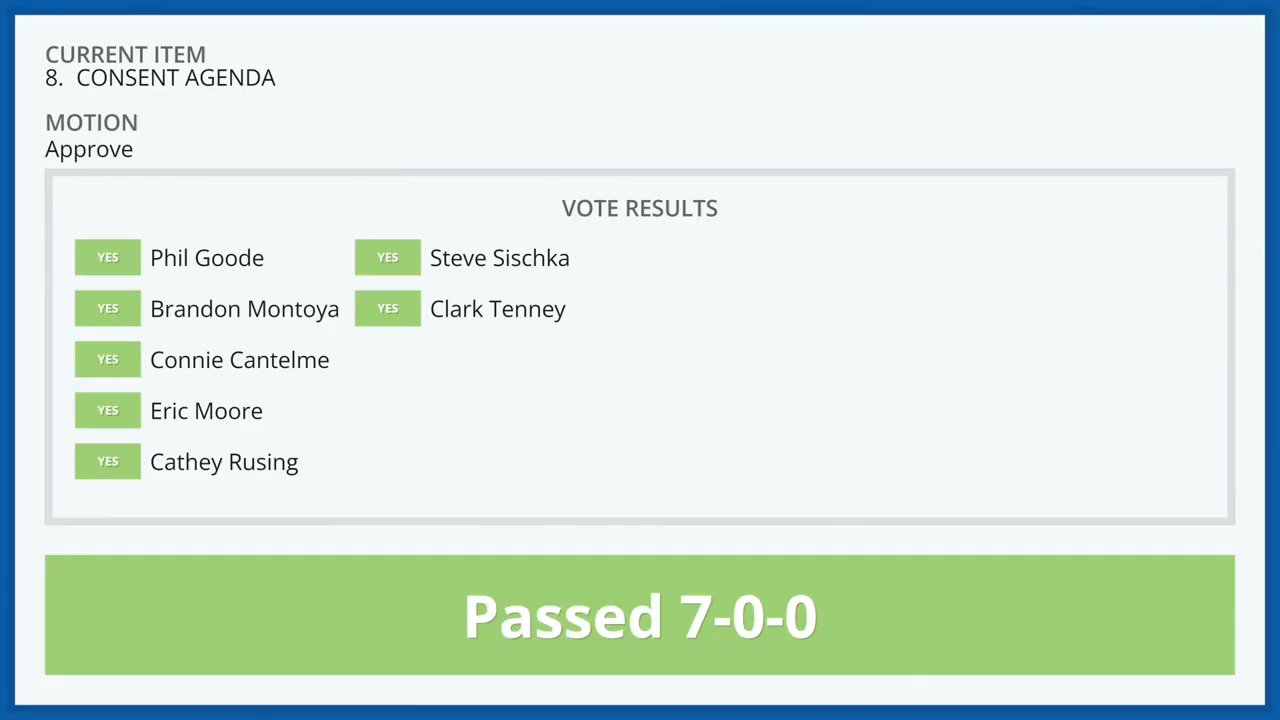 CURRENT ITEM
8. CONSENT AGENDA
MOTION
Approve
VOTE RESULTS
YES Phil Goode
YES Brandon Montoya
YES Connie Cantelme
YES Eric Moore
YES Cathey Rusing
YES Steve Sischka
YES Clark Tenney
Passed 7-0-0